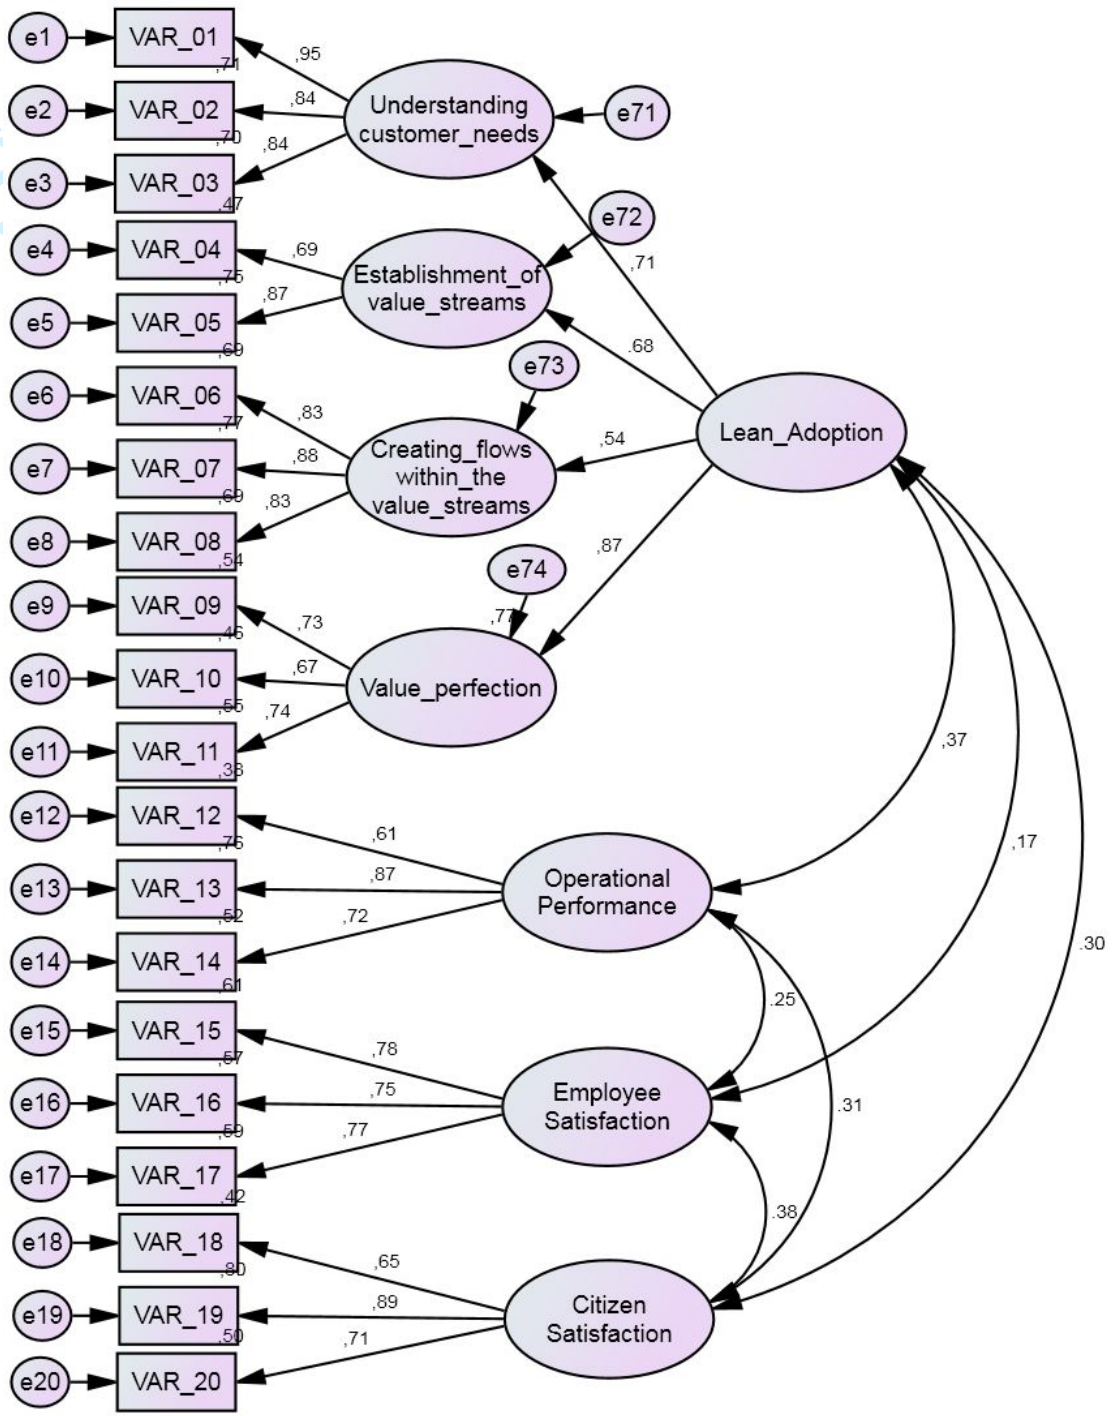 e1
VAR_01
,71
,95
e2
VAR_02
,70
,84
Understanding
customer_needs
e71
e3
VAR_03
,47
,84
e72
e4
VAR_04
,75
,69
,71
Establishment_of
value_streams
e5
VAR_05
,69
,87
.68
e73
e6
VAR_06
,77
,83
Lean_Adoption
,54
e7
VAR_07
,69
,88
Creating_flows
within_the
value_streams
e8
VAR_08
,54
,83
,87
e74
e9
VAR_09
,46
,73
,77
e10
VAR_10
,55
,67
Value_perfection
e11
VAR_11
,38
,74
,37
e12
VAR_12
,76
,61
,17
e13
VAR_13
,52
,87
Operational
Performance
e14
VAR_14
,61
,72
.30
.25
e15
VAR_15
,57
,78
e16
VAR_16
,59
,75
Employee
Satisfaction
.31
e17
VAR_17
,42
,77
.38
e18
VAR_18
,80
,65
e19
VAR_19
,50
,89
Citizen
Satisfaction
e20
VAR_20
,71